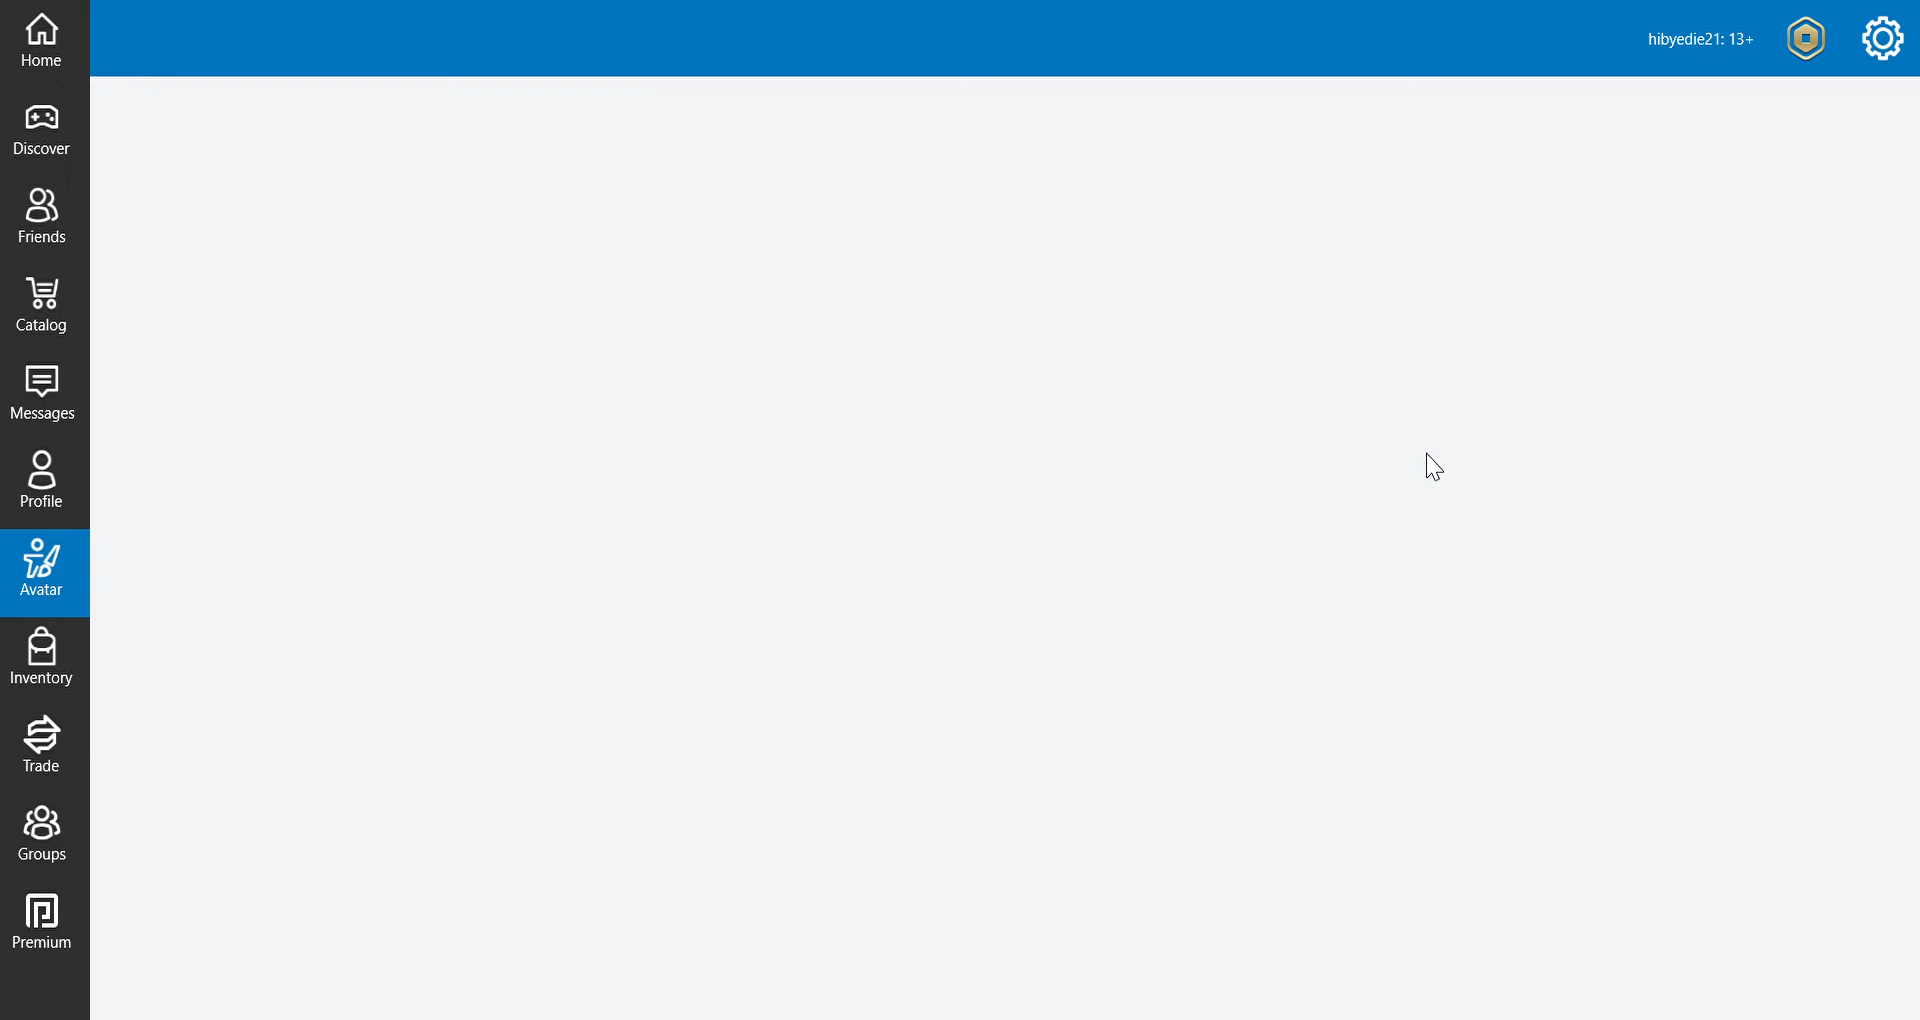 hibyedie21: 13+
Home
Discover
Friends
Catalog
Messages
Profile
Avatar
Inventory
Trade
Groups
Premium